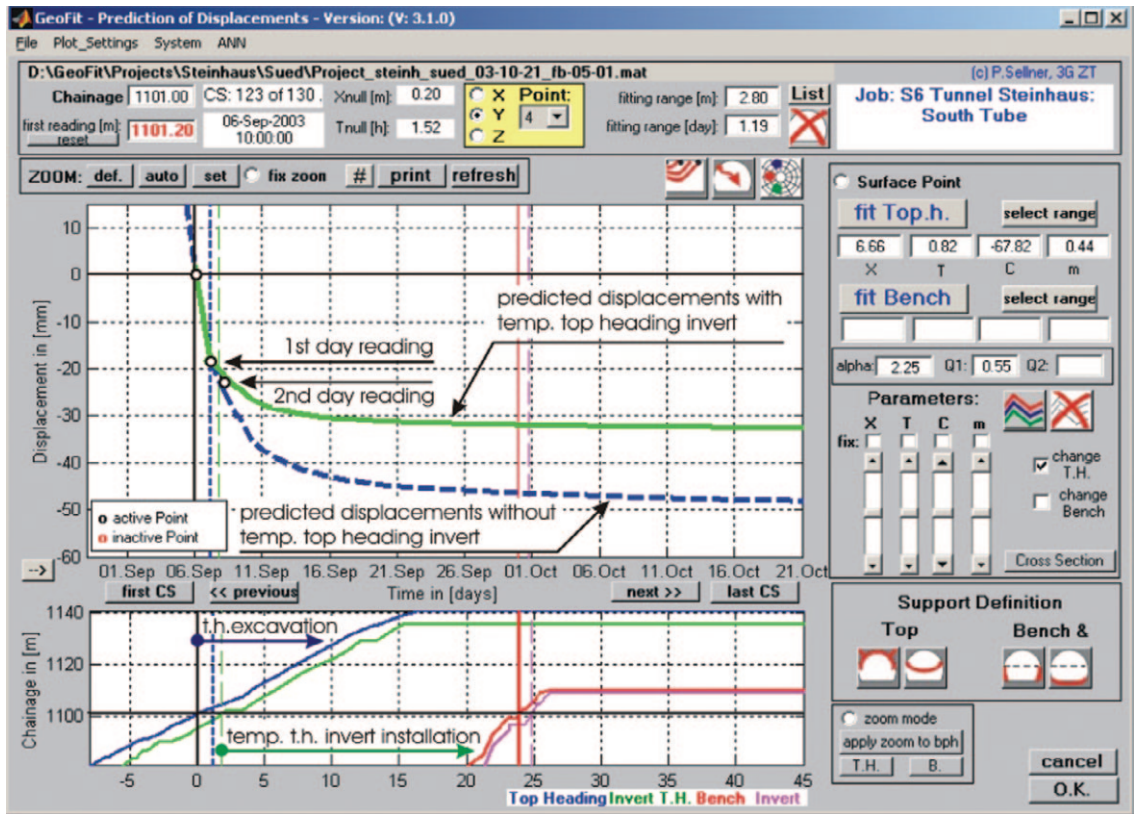 GeoFit - Prediction of Displacements - Version: (V: 3.1.0)
File Plot_Settings System ANN
D:\GeoFit\Projects\Steinhaus\Sued\Project_steinh_sued_03-10-21_fb-05-01.mat
(c) P.Sellner, 3G ZT
Chainage 1101.00 CS: 123 of 130 . Xnull [m]: 0.20 X Point: fitting range [m]: 2.80 List
Job: S6 Tunnel Steinhaus:
South Tube
first reading [m]: 1101.20 06-Sep-2003 Tnull [h]: 1.52 Y 4 fitting range [day]: 1.19
reset 10:00:00 Z
ZOOM: def. auto set fix zoon # print refresh
Surface Point
fit Top.h. select range
6.66 0.82 -67.82 0.44
X T C m
fit Bench select range
alpha: 2.25 Q1: 0.55 Q2:
Parameters:
X T C m
fix:
change
T.H.
change
Bench
Cross Section
Displacement in [mm]
10
0
-10
-20
-30
-40
-50
-60
predicted displacements with
temp. top heading invert
1st day reading
2nd day reading
active Point
inactive Point
predicted displacements without
temp. top heading invert
01.Sep 06.Sep 11.Sep 16.Sep 21.Sep 26.Sep 01.Oct 06.Oct 11.Oct 16.Oct 21.Oct
-->
first CS << previous Time in [days] next >> last CS
Chainage in [m]
1140
1120
1100
t.h.excavation
temp. t.h. invert installation
-5 0 5 10 15 20 25 30 35 40 45
Top Heading Invert T.H. Bench Invert
Support Definition
Top Bench &
zoom mode
apply zoom to bph
T.H. B.
cancel
O.K.